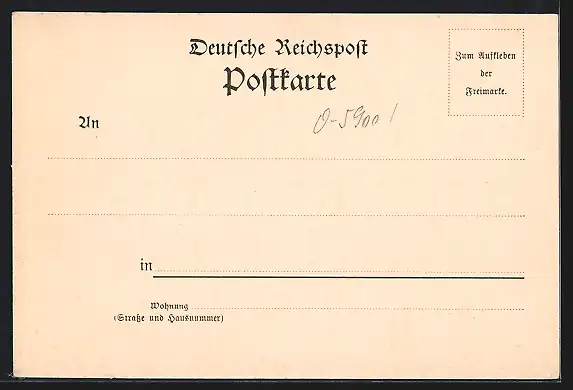 Deutsche Reichspost
Postkarte
Zum Aufkleben
der
Freimarke.
O-5900/
An
in
Wohnung
(Straße und Hausnummer)